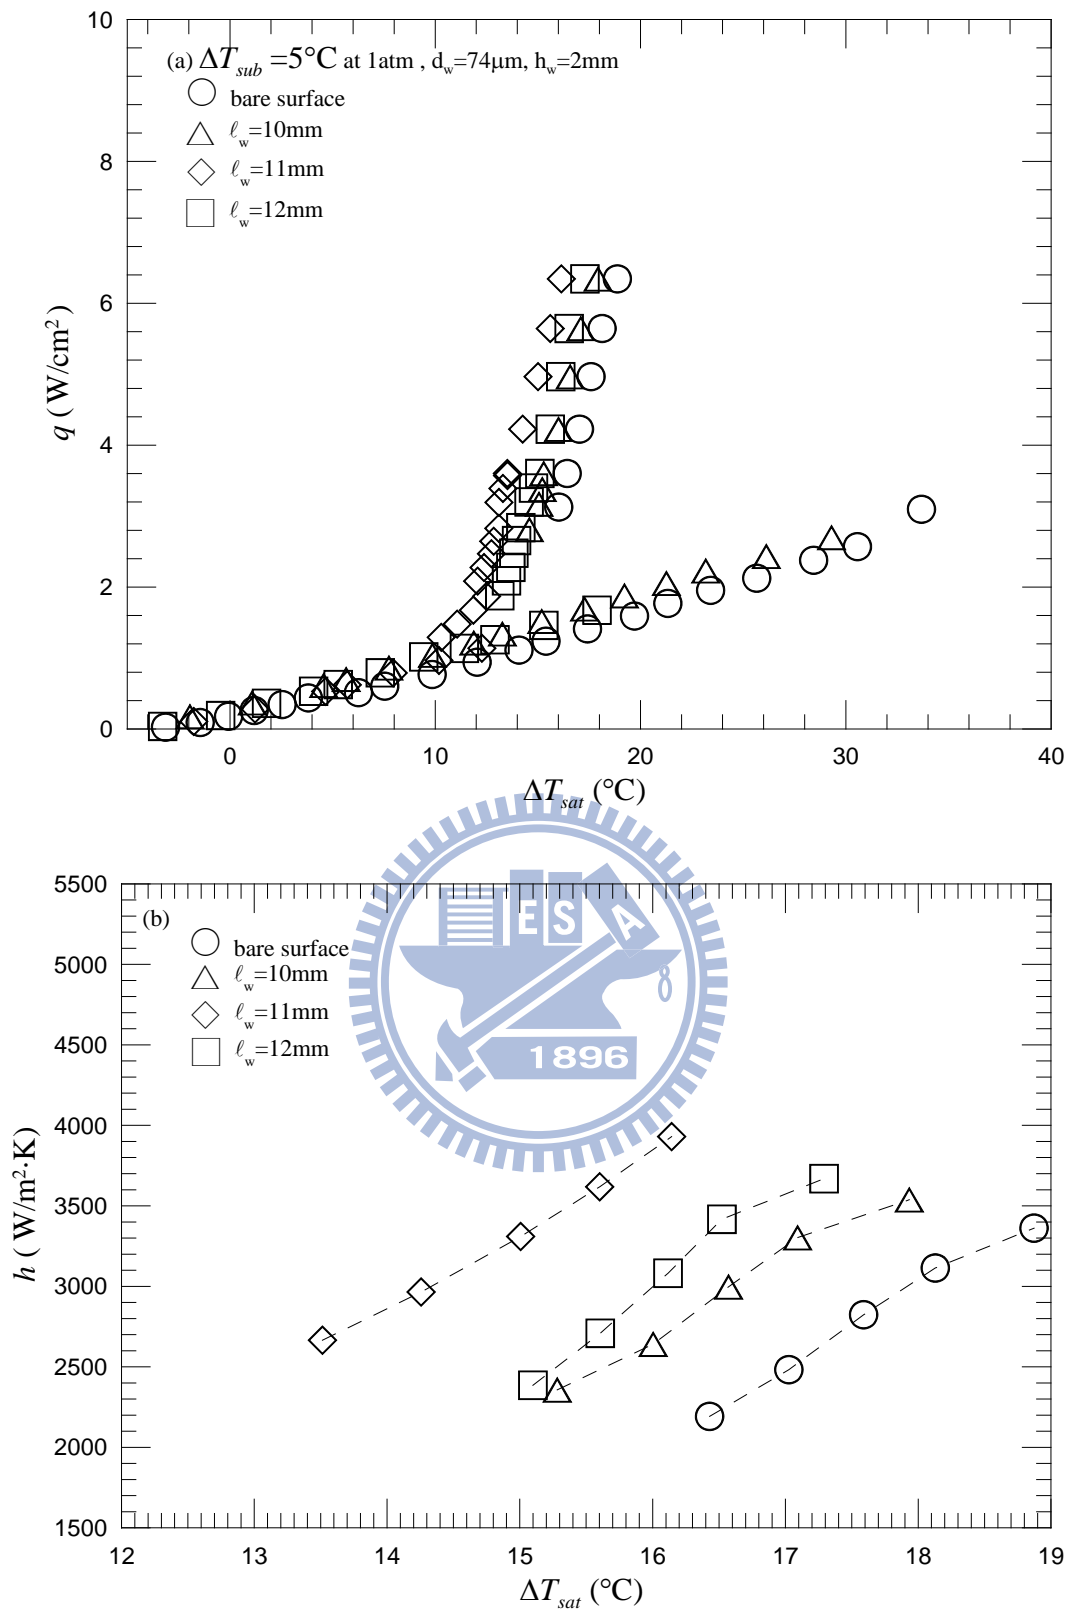 10
8
6
4
2
0
q ( W/cm²)
(a) ΔT_sub =5°C at 1atm , d_w=74μm, h_w=2mm
bare surface
ℓ_w=10mm
ℓ_w=11mm
ℓ_w=12mm
0 10 20 30 40
ΔT_sat (°C)
5500
5000
4500
4000
3500
3000
2500
2000
1500
h ( W/m²·K)
(b)
bare surface
ℓ_w=10mm
ℓ_w=11mm
ℓ_w=12mm
E S A
1896
12 13 14 15 16 17 18 19
ΔT_sat (°C)